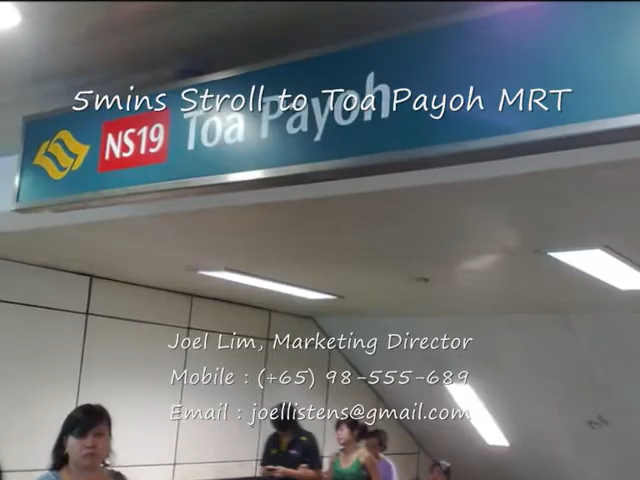 5mins Stroll to Toa Payoh MRT
NS19 Toa Payoh
Joel Lim, Marketing Director
Mobile : (+65) 98-555-689
Email : joellistens@gmail.com